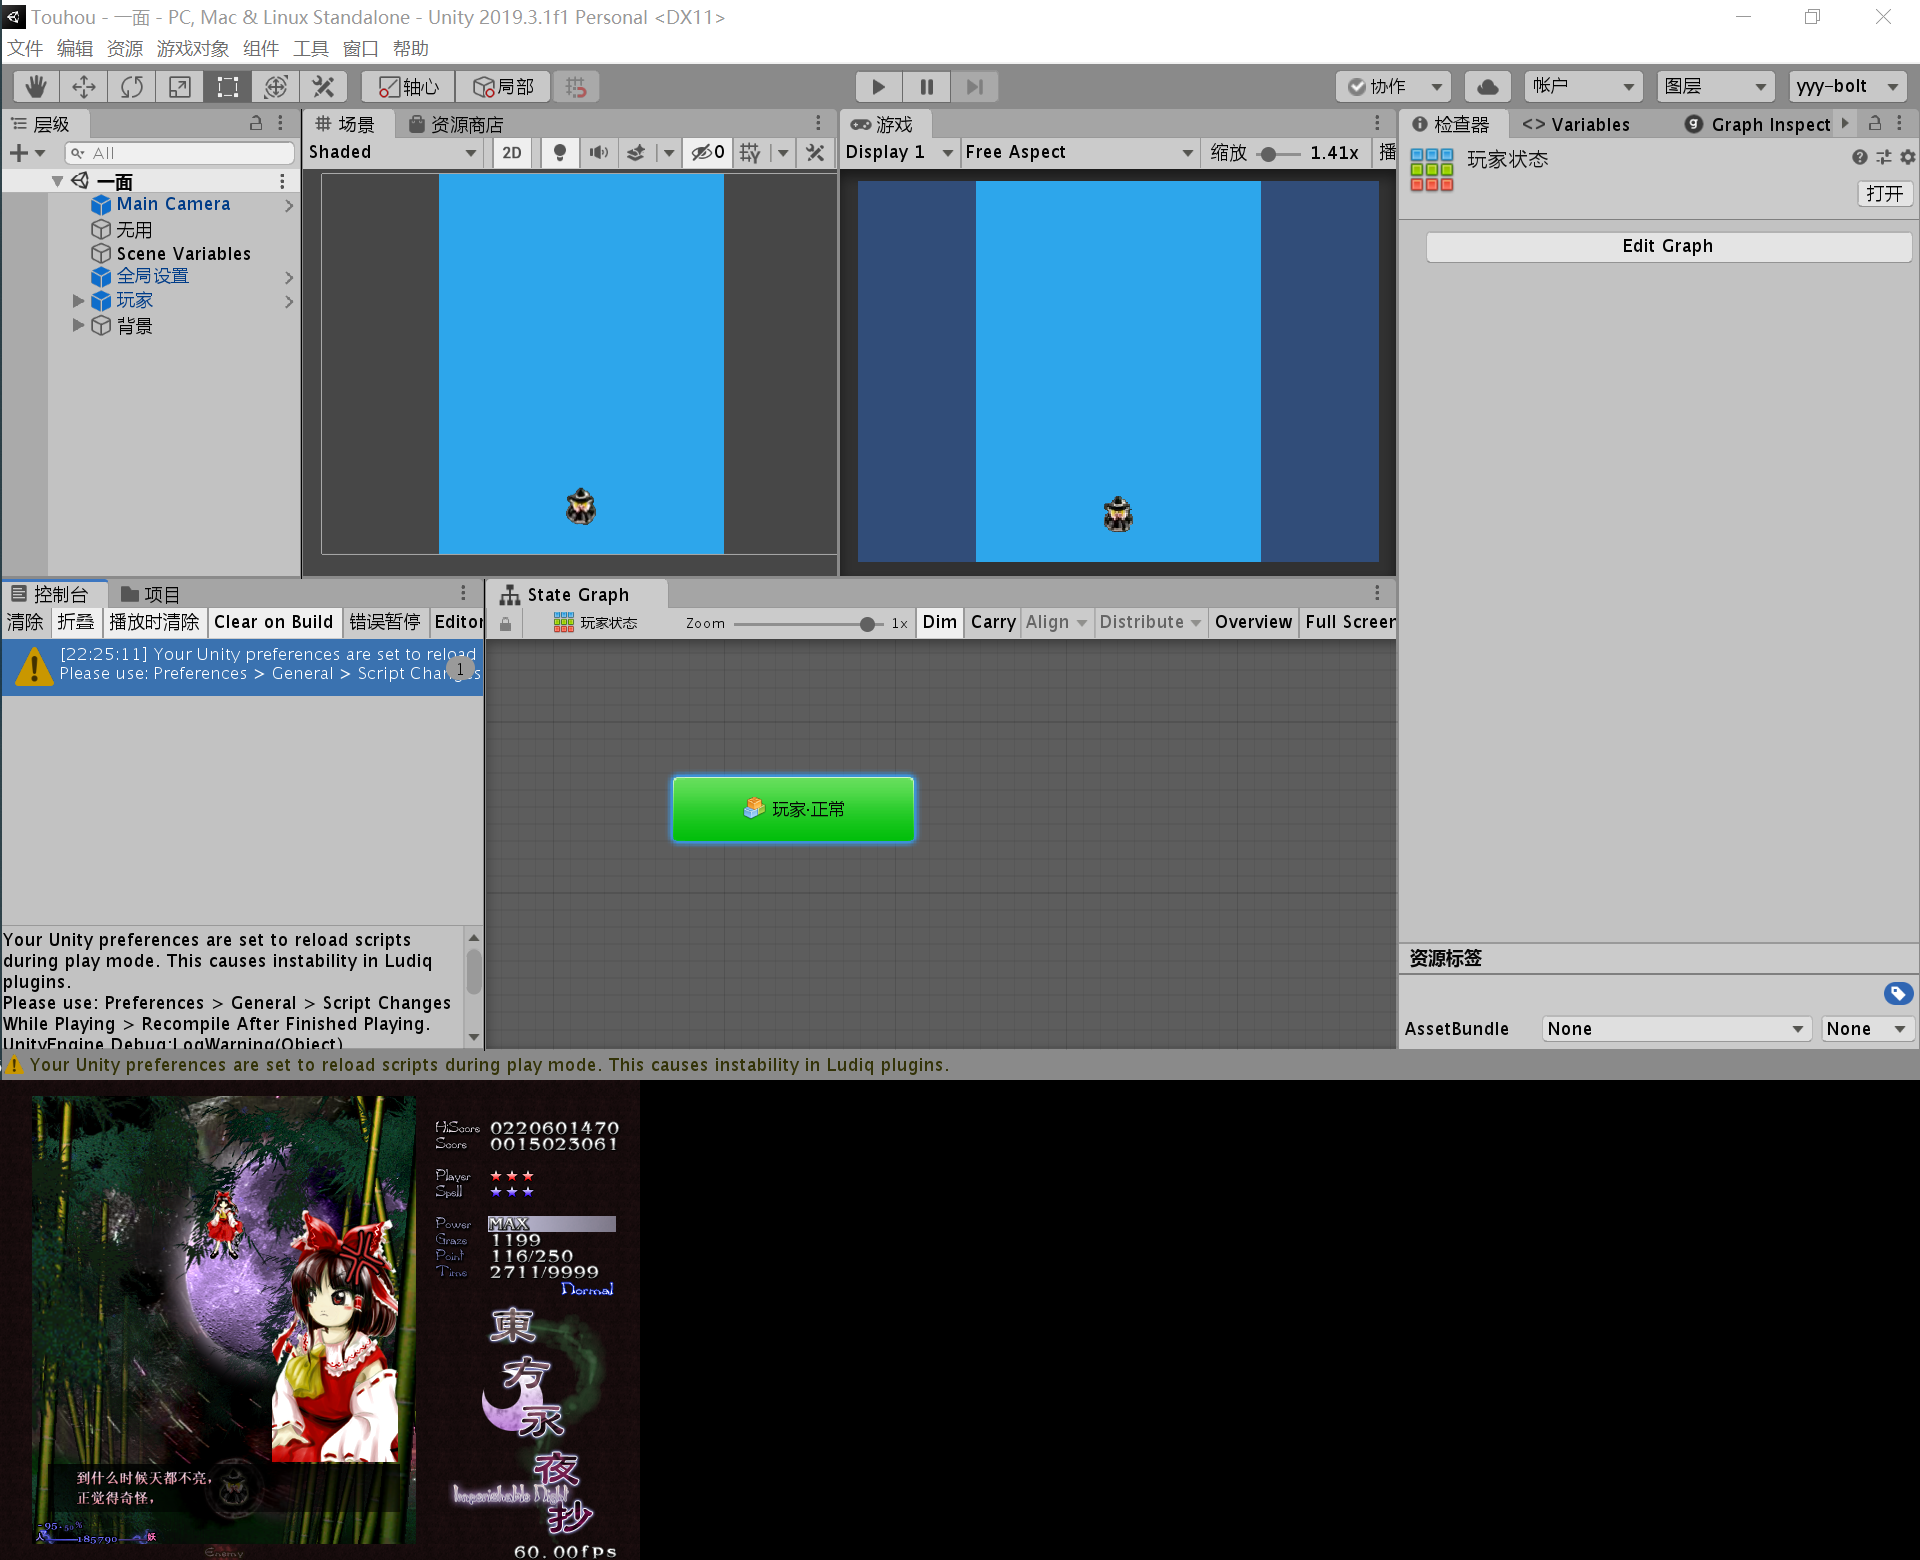 Touhou - 一面 - PC, Mac & Linux Standalone - Unity 2019.3.1f1 Personal <DX11>
文件 编辑 资源 游戏对象 组件 工具 窗口 帮助
轴心 局部 协作 帐户 图层 yyy-bolt
层级 场景 资源商店 游戏 检查器 <> Variables Graph Inspect
All Shaded 2D 0 Display 1 Free Aspect 缩放 1.41x 播
玩家状态
打开
Edit Graph
一面
Main Camera
无用
Scene Variables
全局设置
玩家
背景
控制台 项目 State Graph
清除 折叠 播放时清除 Clear on Build 错误暂停 Editor
玩家状态 Zoom 1x Dim Carry Align Distribute Overview Full Screen
[22:25:11] Your Unity preferences are set to reload
Please use: Preferences > General > Script Changes
1
玩家·正常
Your Unity preferences are set to reload scripts
during play mode. This causes instability in Ludiq
plugins.
Please use: Preferences > General > Script Changes
While Playing > Recompile After Finished Playing.
UnityEngine.Debug:LogWarning(Object)
资源标签
AssetBundle None None
Your Unity preferences are set to reload scripts during play mode. This causes instability in Ludiq plugins.
HiScore 0220601470
Score 0015023061
Player ★★★
Spell ★★★
Power MAX
Graze 1199
Point 116/250
Time 2711/9999
Normal
東方永夜抄
Imperishable Night
到什么时候天都不亮，
正觉得奇怪，
人 185790 妖
Enemy
60.00fps